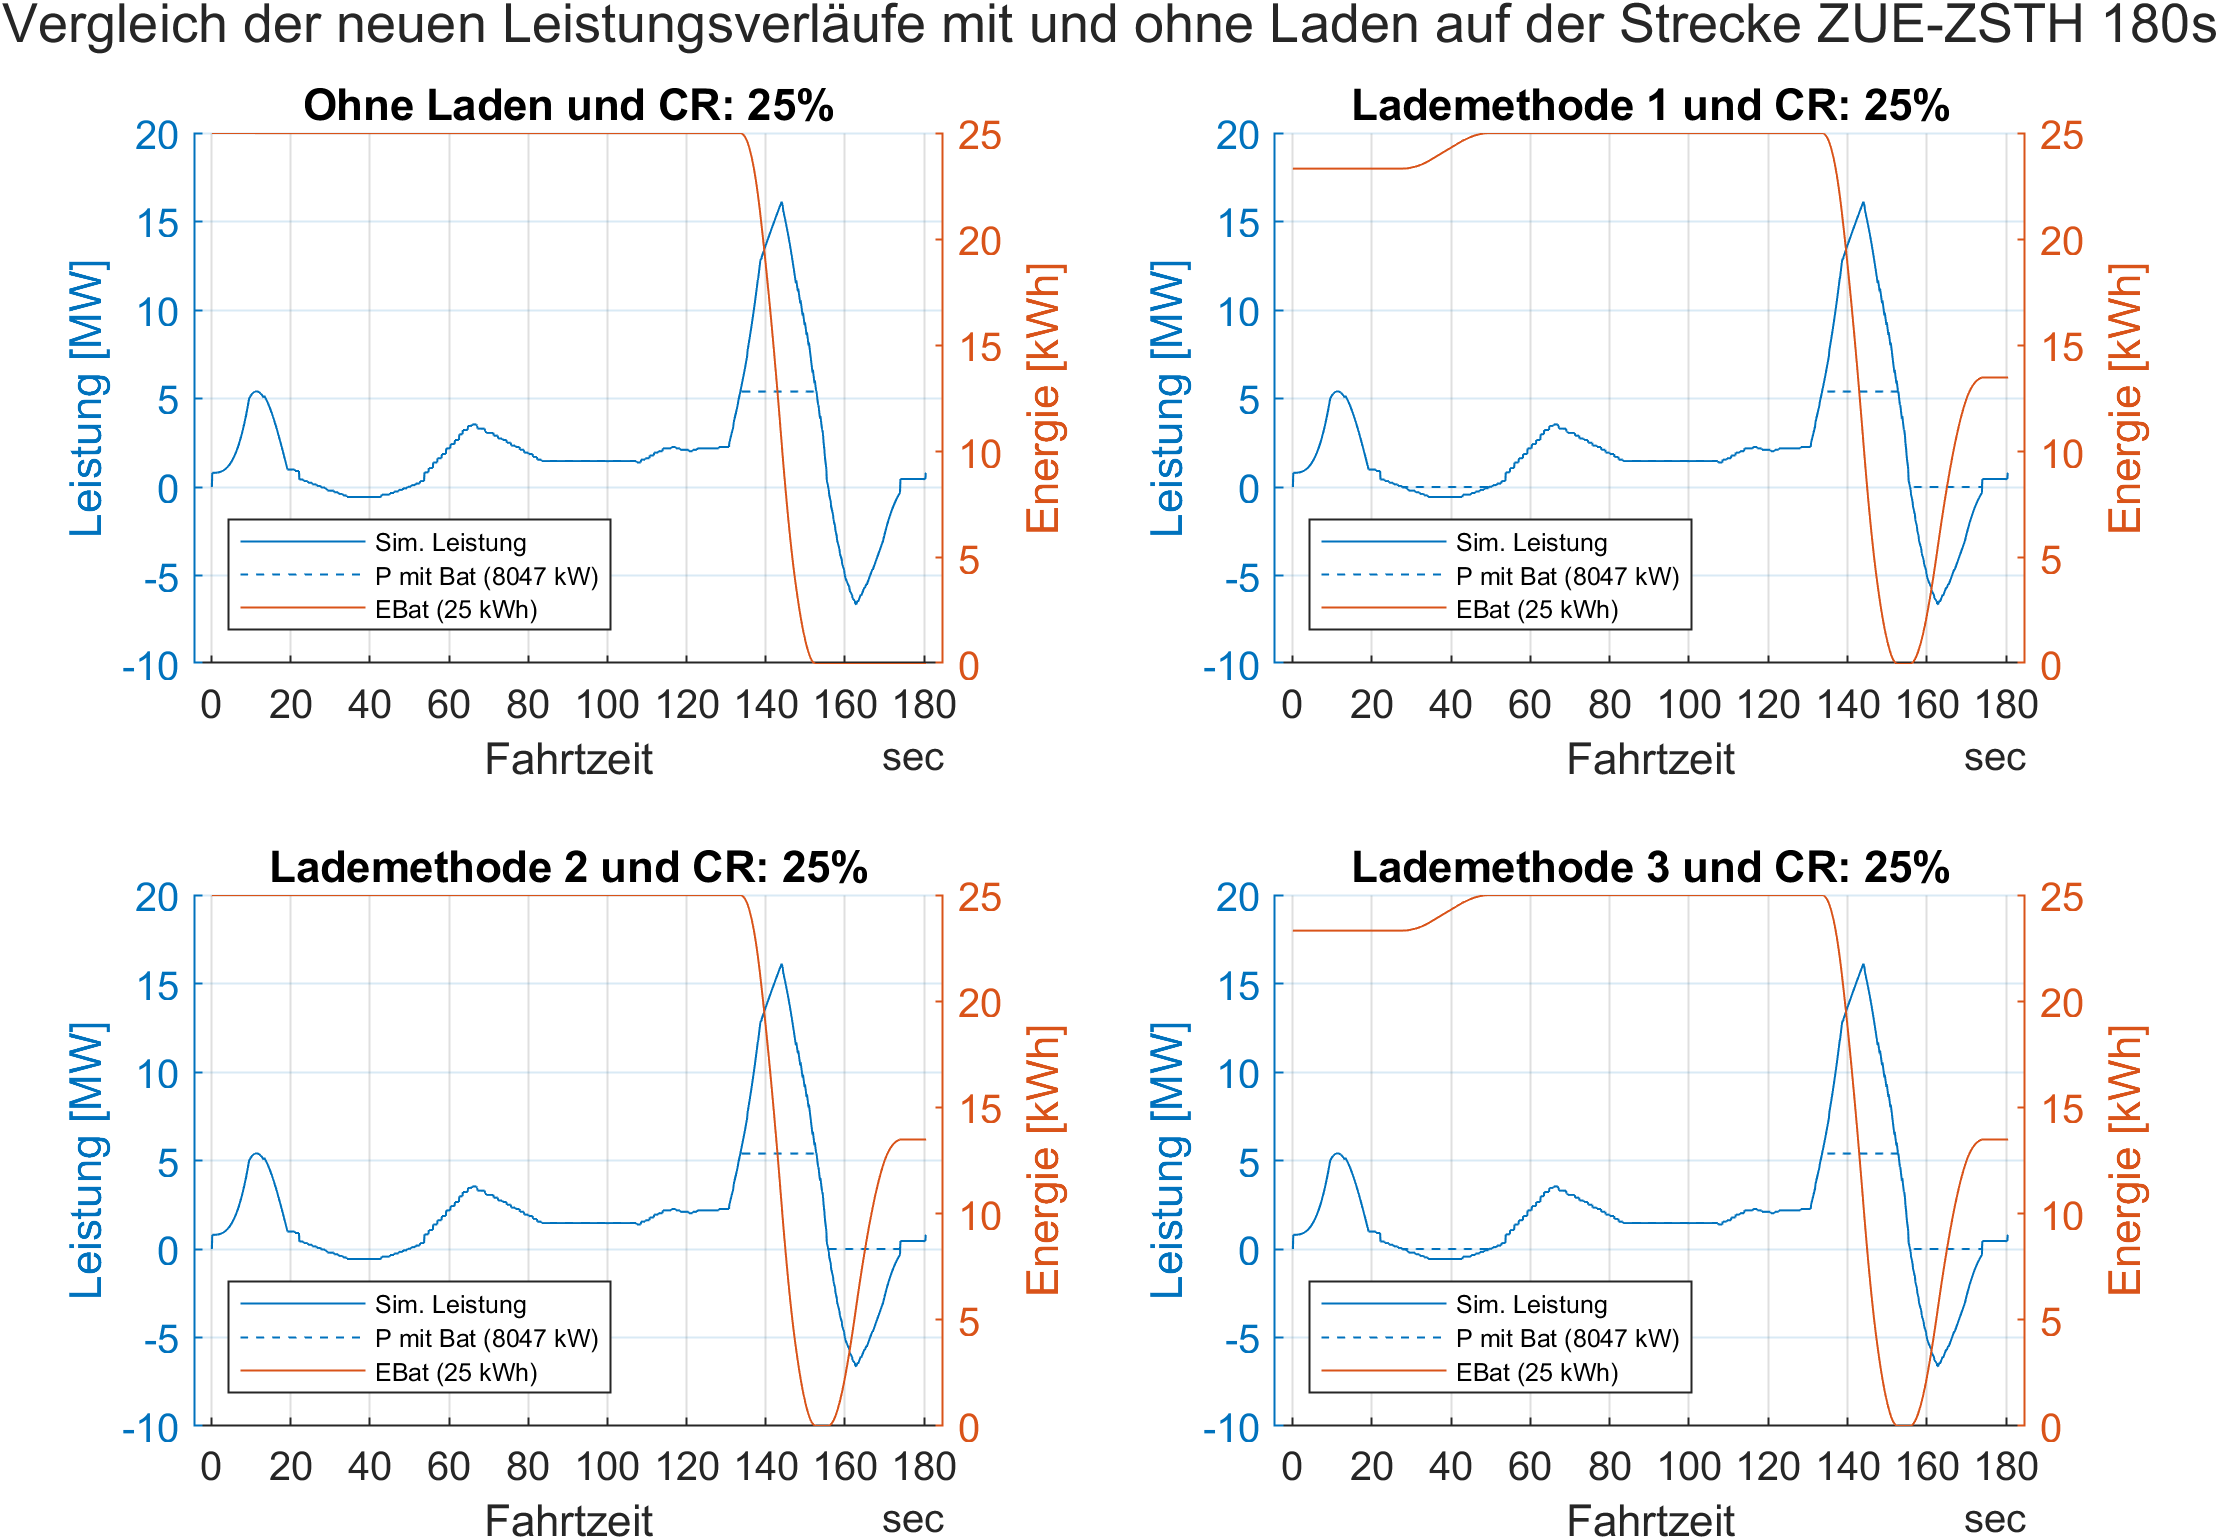 Vergleich der neuen Leistungsverläufe mit und ohne Laden auf der Strecke ZUE-ZSTH 180s
Ohne Laden und CR: 25%
20
15
10
5
0
-5
-10
Leistung [MW]
25
20
15
10
5
0
Energie [kWh]
Sim. Leistung
P mit Bat (8047 kW)
EBat (25 kWh)
0 20 40 60 80 100 120 140 160 180
Fahrtzeit sec
Lademethode 1 und CR: 25%
20
15
10
5
0
-5
-10
Leistung [MW]
25
20
15
10
5
0
Energie [kWh]
Sim. Leistung
P mit Bat (8047 kW)
EBat (25 kWh)
0 20 40 60 80 100 120 140 160 180
Fahrtzeit sec
Lademethode 2 und CR: 25%
20
15
10
5
0
-5
-10
Leistung [MW]
25
20
15
10
5
0
Energie [kWh]
Sim. Leistung
P mit Bat (8047 kW)
EBat (25 kWh)
0 20 40 60 80 100 120 140 160 180
Fahrtzeit sec
Lademethode 3 und CR: 25%
20
15
10
5
0
-5
-10
Leistung [MW]
25
20
15
10
5
0
Energie [kWh]
Sim. Leistung
P mit Bat (8047 kW)
EBat (25 kWh)
0 20 40 60 80 100 120 140 160 180
Fahrtzeit sec